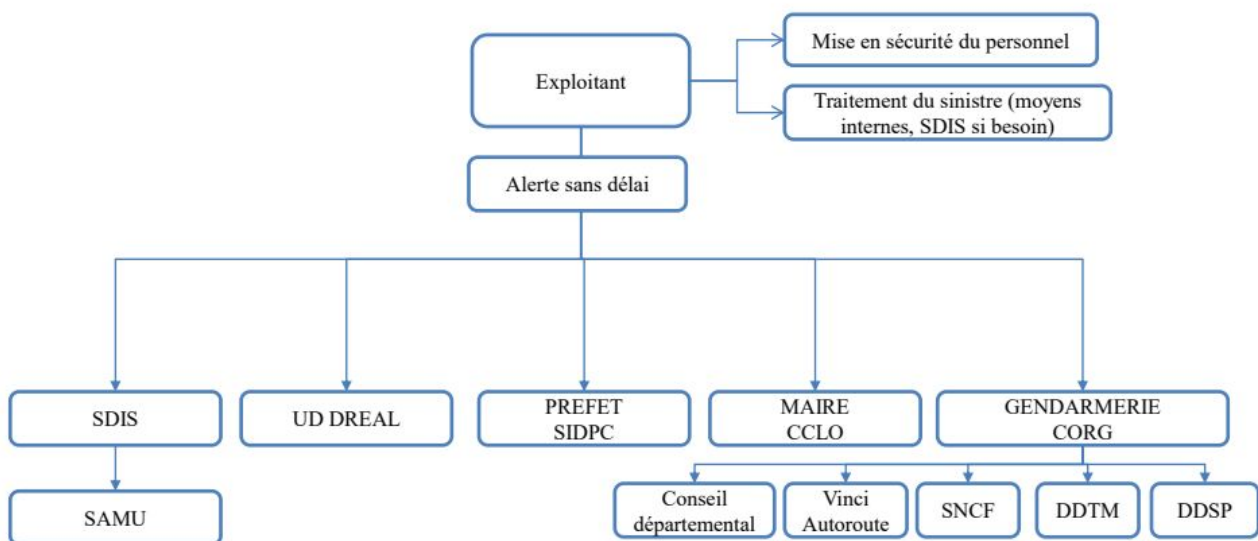 Mise en sécurité du personnel
Exploitant
Traitement du sinistre (moyens
internes, SDIS si besoin)
Alerte sans délai
SDIS
UD DREAL
PREFET
SIDPC
MAIRE
CCLO
GENDARMERIE
CORG
SAMU
Conseil
départemental
Vinci
Autoroute
SNCF
DDTM
DDSP